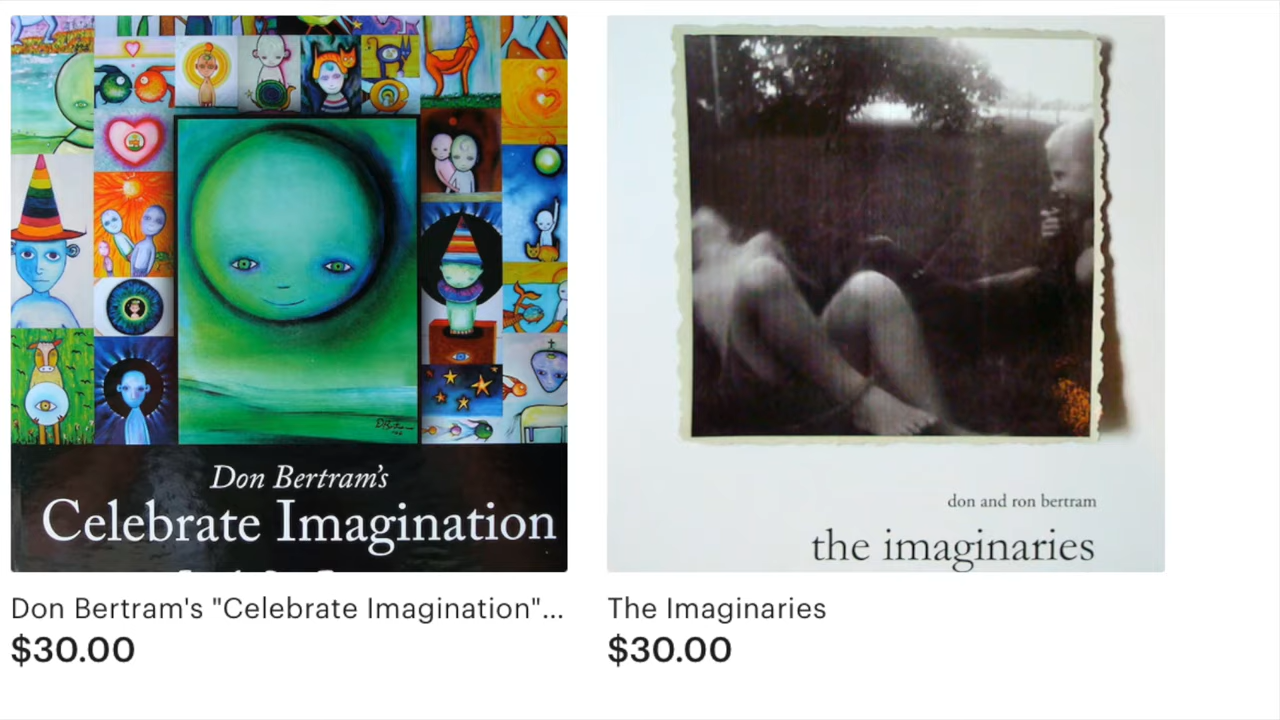 Don Bertram's
Celebrate Imagination
don and ron bertram
the imaginaries
Don Bertram's "Celebrate Imagination"...
$30.00
The Imaginaries
$30.00